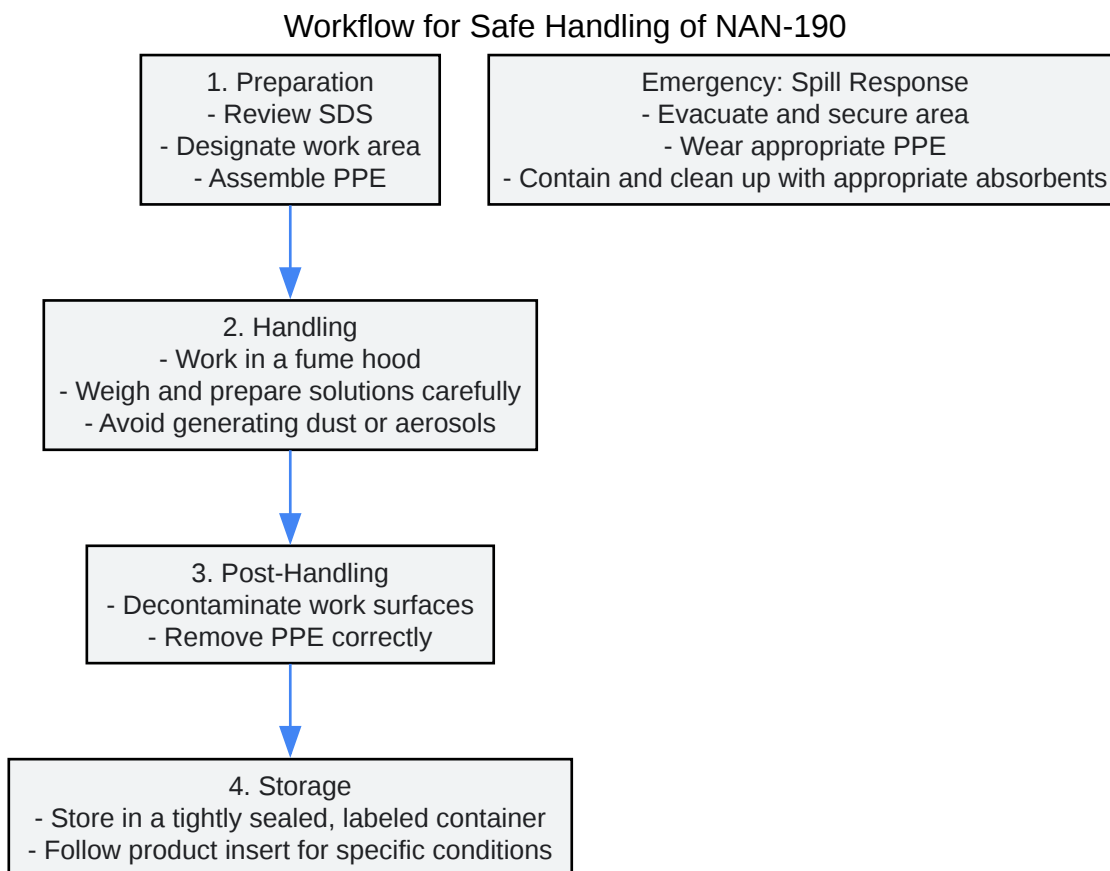 Workflow for Safe Handling of NAN-190
1. Preparation
- Review SDS
- Designate work area
- Assemble PPE
Emergency: Spill Response
- Evacuate and secure area
- Wear appropriate PPE
- Contain and clean up with appropriate absorbents
2. Handling
- Work in a fume hood
- Weigh and prepare solutions carefully
- Avoid generating dust or aerosols
3. Post-Handling
- Decontaminate work surfaces
- Remove PPE correctly
4. Storage
- Store in a tightly sealed, labeled container
- Follow product insert for specific conditions